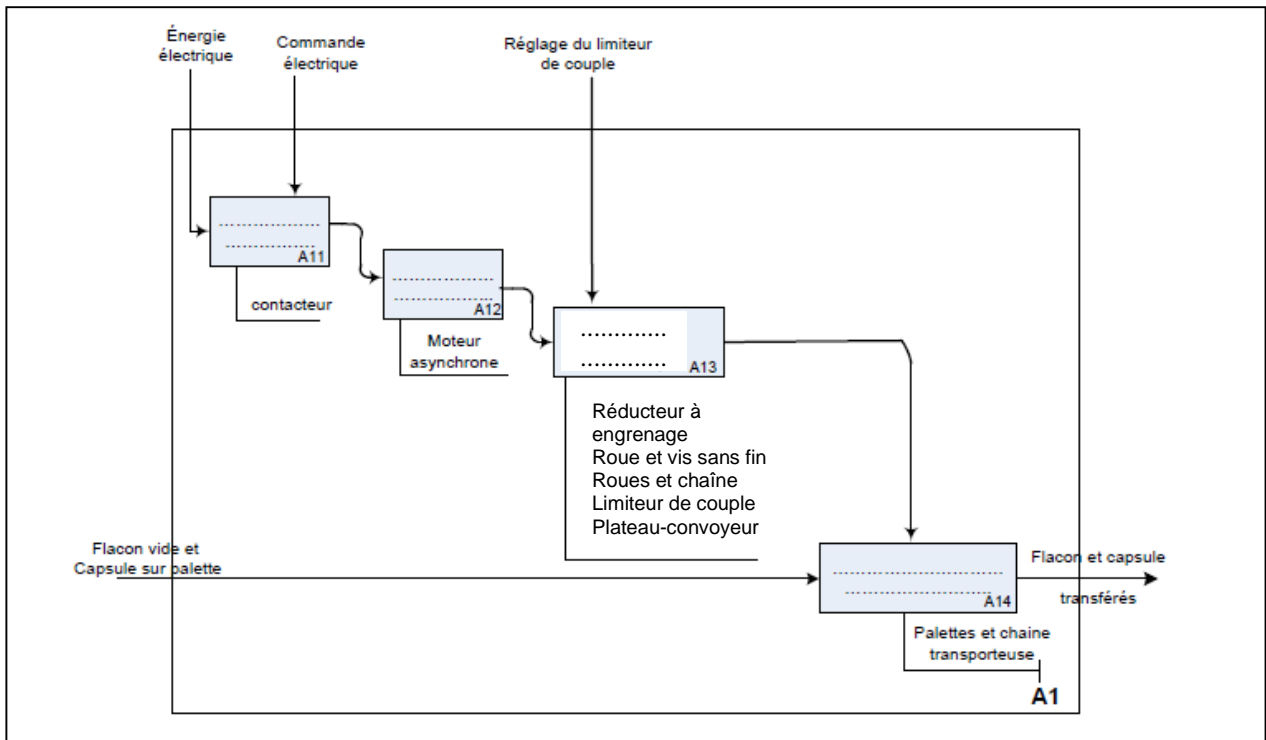 Énergie
électrique
Commande
électrique
Réglage du limiteur
de couple
.....................
..................
A11
contacteur
.....................
....................
A12
Moteur
asynchrone
.............
.............
A13
Réducteur à
engrenage
Roue et vis sans fin
Roues et chaîne
Limiteur de couple
Plateau-convoyeur
Flacon vide et
Capsule sur palette
...................................
..........................
A14
Flacon et capsule
transférés
Palettes et chaine
transporteuse
A1